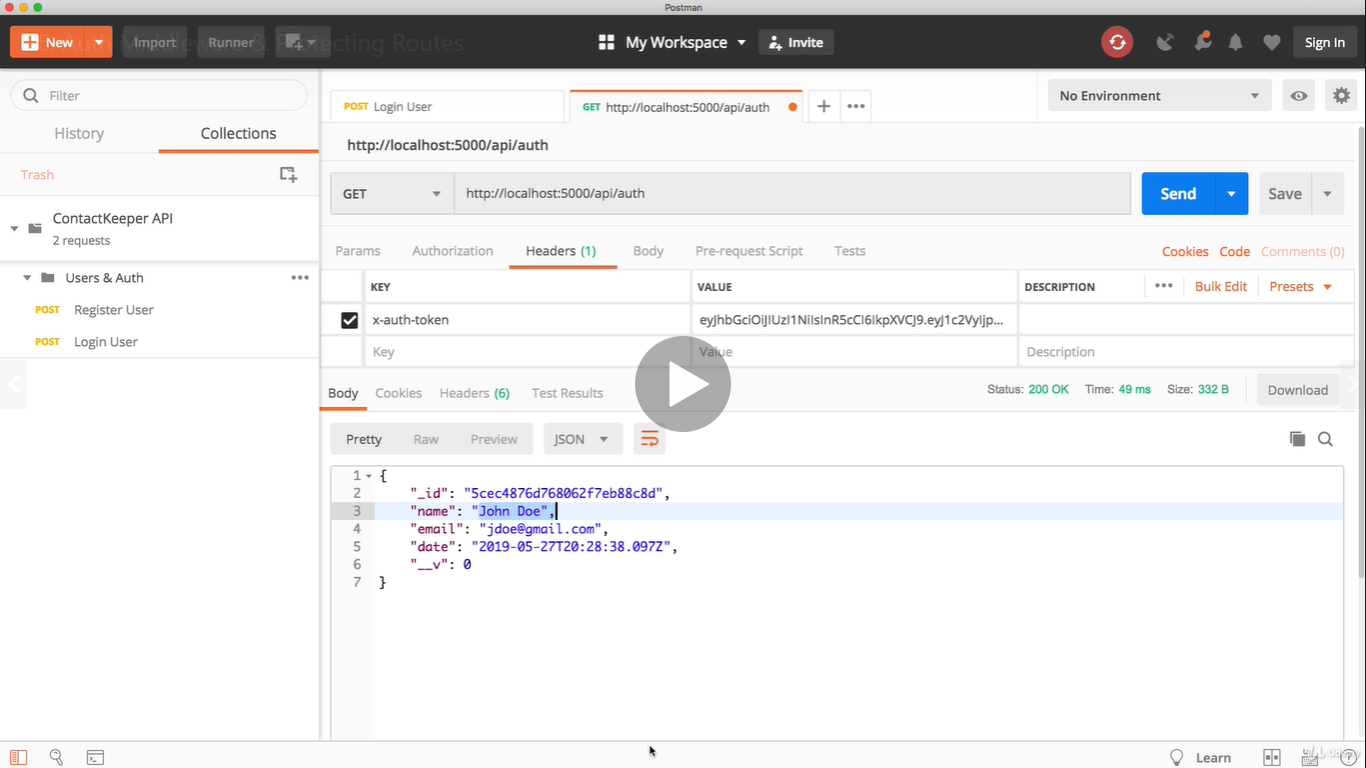 Postman
New
Import
Runner
Auth Middleware & Protecting Routes
My Workspace
Invite
Sign In
Filter
History
Collections
Trash
ContactKeeper API
2 requests
Users & Auth
POST Register User
POST Login User
POST Login User
GET http://localhost:5000/api/auth
No Environment
http://localhost:5000/api/auth
GET
http://localhost:5000/api/auth
Send
Save
Params
Authorization
Headers (1)
Body
Pre-request Script
Tests
Cookies
Code
Comments (0)
KEY
VALUE
DESCRIPTION
Bulk Edit
Presets
x-auth-token
Key
Value
Description
Body
Cookies
Headers (6)
Test Results
Status: 200 OK
Time: 49 ms
Size: 332 B
Download
Pretty
Raw
Preview
JSON
1 {
2 "_id": "5cec4876d768062f7eb88c8d",
3 "name": "John Doe",
4 "email": "jdoe@gmail.com",
5 "date": "2019-05-27T20:28:38.097Z",
6 "__v": 0
7 }
Learn
Udemy